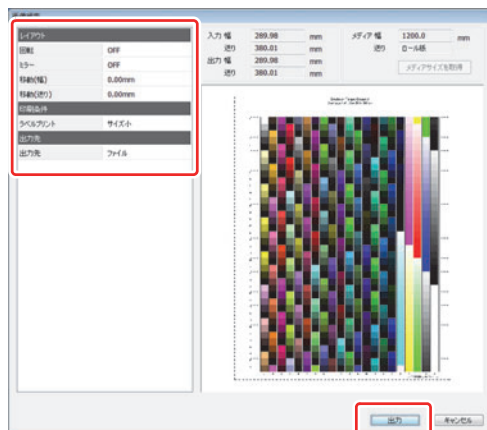 レイアウト
回転 OFF
ミラー OFF
移動(幅) 0.00mm
移動(送り) 0.00mm
印刷条件
ラベルプリント サイズ小
出力先
出力先 ファイル
入力 幅 289.98 mm
送り 380.01 mm
出力 幅 289.98 mm
送り 380.01 mm
メディア 幅 1200.0 mm
送り ロール紙
メディアサイズを取得
出力
キャンセル